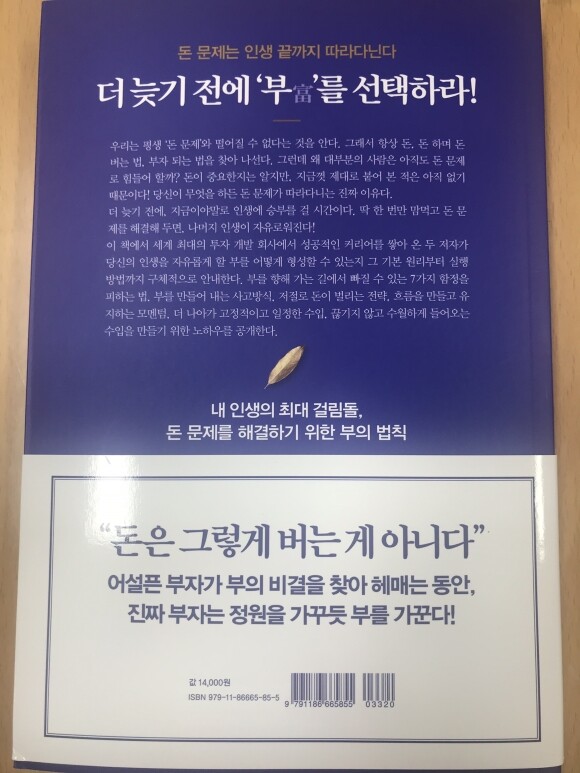 돈 문제는 인생 끝까지 따라다닌다
더 늦기 전에 ‘부富’를 선택하라!
우리는 평생 ‘돈 문제’와 떨어질 수 없다는 것을 안다. 그래서 항상 돈, 돈 하며 돈
버는 법, 부자 되는 법을 찾아 나선다. 그런데 왜 대부분의 사람은 아직도 돈 문제
로 힘들어 할까? 돈이 중요한지는 알지만, 지금껏 제대로 붙어 본 적은 아직 없기
때문이다! 당신이 무엇을 하든 돈 문제가 따라다니는 진짜 이유다.
더 늦기 전에, 지금이야말로 인생에 승부를 걸 시간이다. 딱 한 번만 맘먹고 돈 문
제를 해결해 두면, 나머지 인생이 자유로워진다!
이 책에서 세계 최대의 투자 개발 회사에서 성공적인 커리어를 쌓아 온 두 저자가
당신의 인생을 자유롭게 할 부를 어떻게 형성할 수 있는지 그 기본 원리부터 실행
방법까지 구체적으로 안내한다. 부를 향해 가는 길에서 빠질 수 있는 7가지 함정을
피하는 법, 부를 만들어 내는 사고방식, 저절로 돈이 벌리는 전략, 흐름을 만들고 유
지하는 모멘텀, 더 나아가 고정적이고 일정한 수입, 끊기지 않고 수월하게 들어오는
수입을 만들기 위한 노하우를 공개한다.
내 인생의 최대 걸림돌,
돈 문제를 해결하기 위한 부의 법칙
“돈은 그렇게 버는 게 아니다”
어설픈 부자가 부의 비결을 찾아 헤매는 동안,
진짜 부자는 정원을 가꾸듯 부를 가꾼다!
값 14,000원
ISBN 979-11-86665-85-5
9 791186 665855
03320